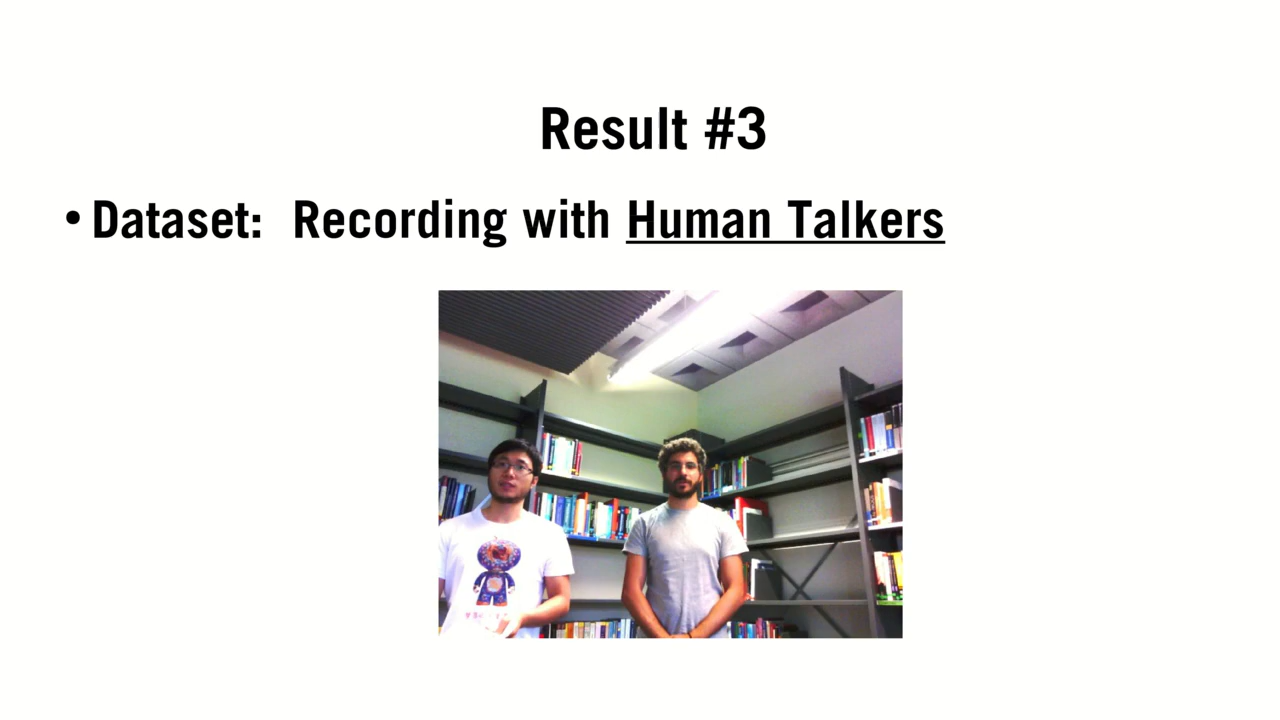 Result #3
• Dataset: Recording with Human Talkers